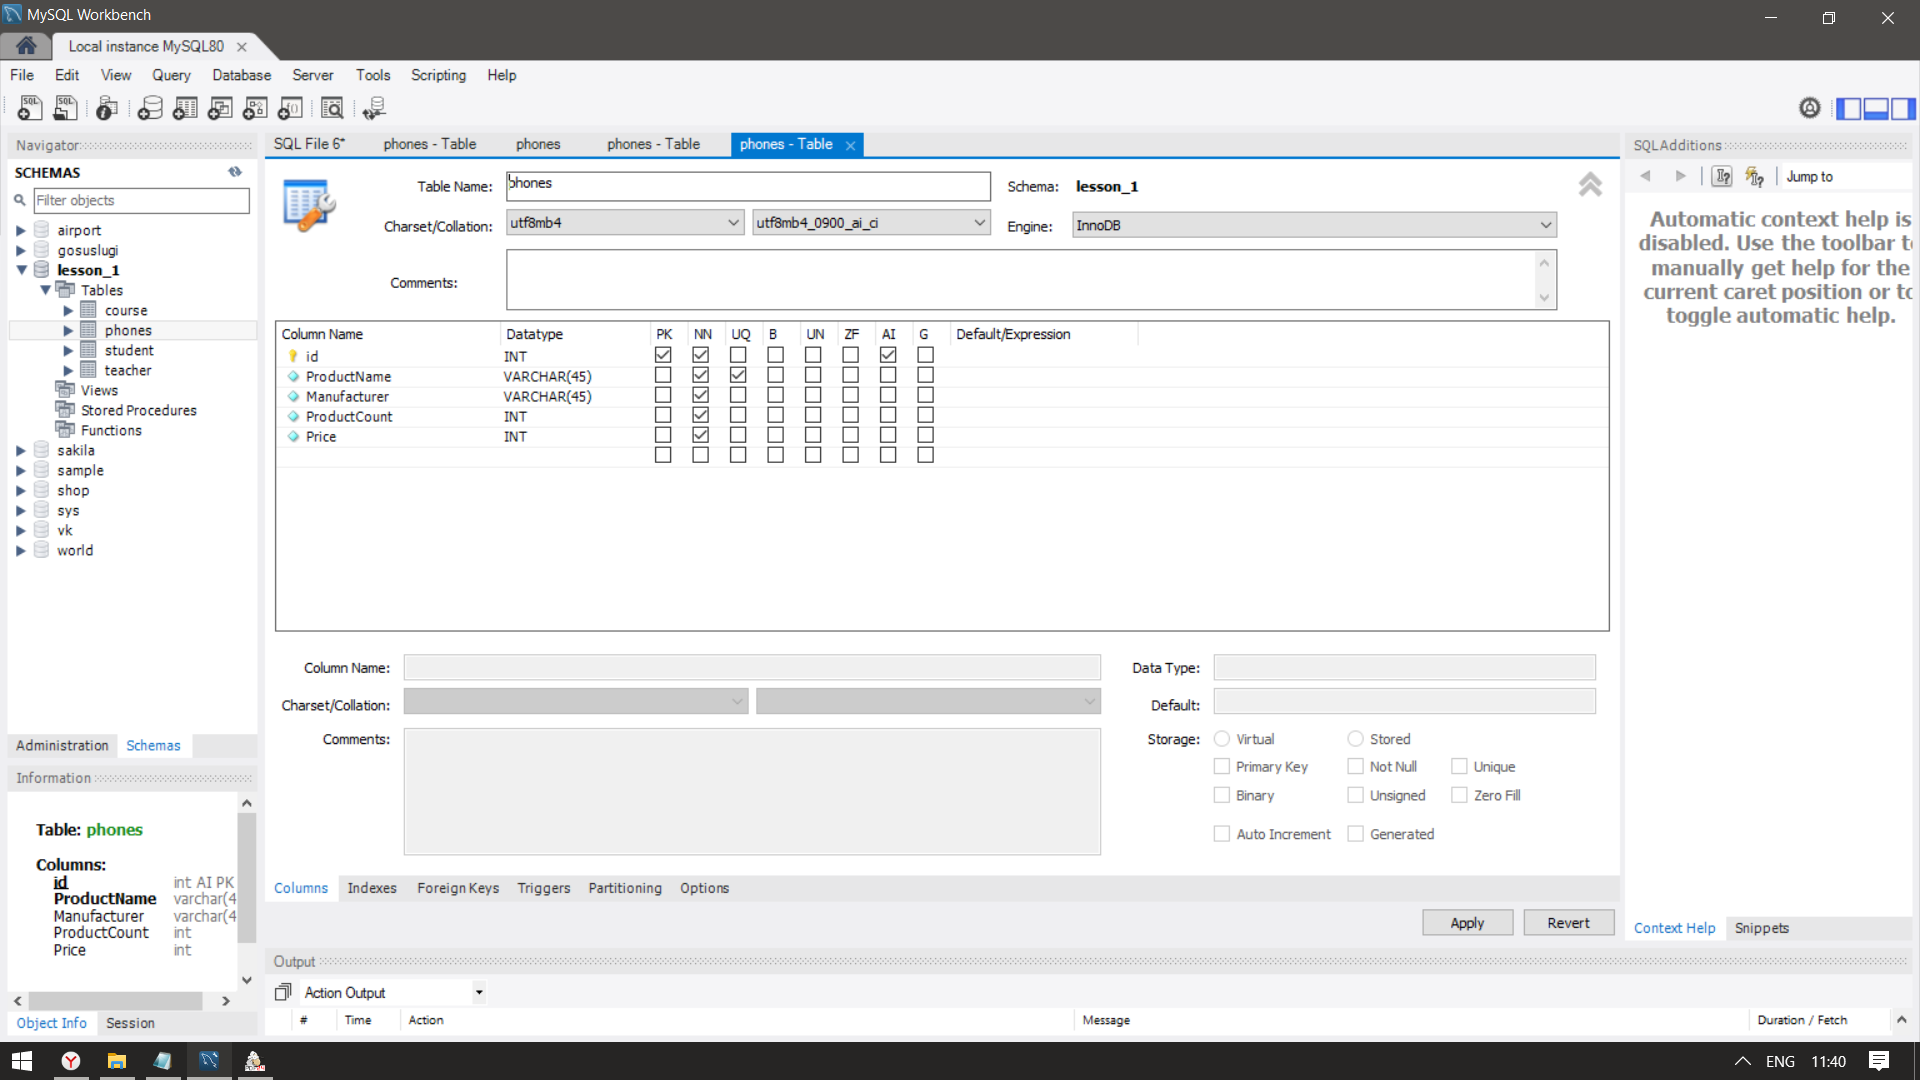 MySQL Workbench
Local instance MySQL80
File Edit View Query Database Server Tools Scripting Help
Navigator
SCHEMAS
Filter objects
airport
gosuslugi
lesson_1
Tables
course
phones
student
teacher
Views
Stored Procedures
Functions
sakila
sample
shop
sys
vk
world
Administration Schemas
Information
Table: phones
Columns:
id int AI PK
ProductName varchar(4
Manufacturer varchar(4
ProductCount int
Price int
Object Info Session
SQL File 6* phones - Table phones phones - Table phones - Table
Table Name: phones Schema: lesson_1
Charset/Collation: utf8mb4 utf8mb4_0900_ai_ci Engine: InnoDB
Comments:
Column Name Datatype PK NN UQ B UN ZF AI G Default/Expression
id INT
ProductName VARCHAR(45)
Manufacturer VARCHAR(45)
ProductCount INT
Price INT
Column Name: Data Type:
Charset/Collation: Default:
Comments: Storage: Virtual Stored
Primary Key Not Null Unique
Binary Unsigned Zero Fill
Auto Increment Generated
Columns Indexes Foreign Keys Triggers Partitioning Options
Apply Revert
Output
Action Output
# Time Action Message Duration / Fetch
SQLAdditions
Jump to
Automatic context help is
disabled. Use the toolbar t
manually get help for the
current caret position or to
toggle automatic help.
Context Help Snippets
ENG 11:40